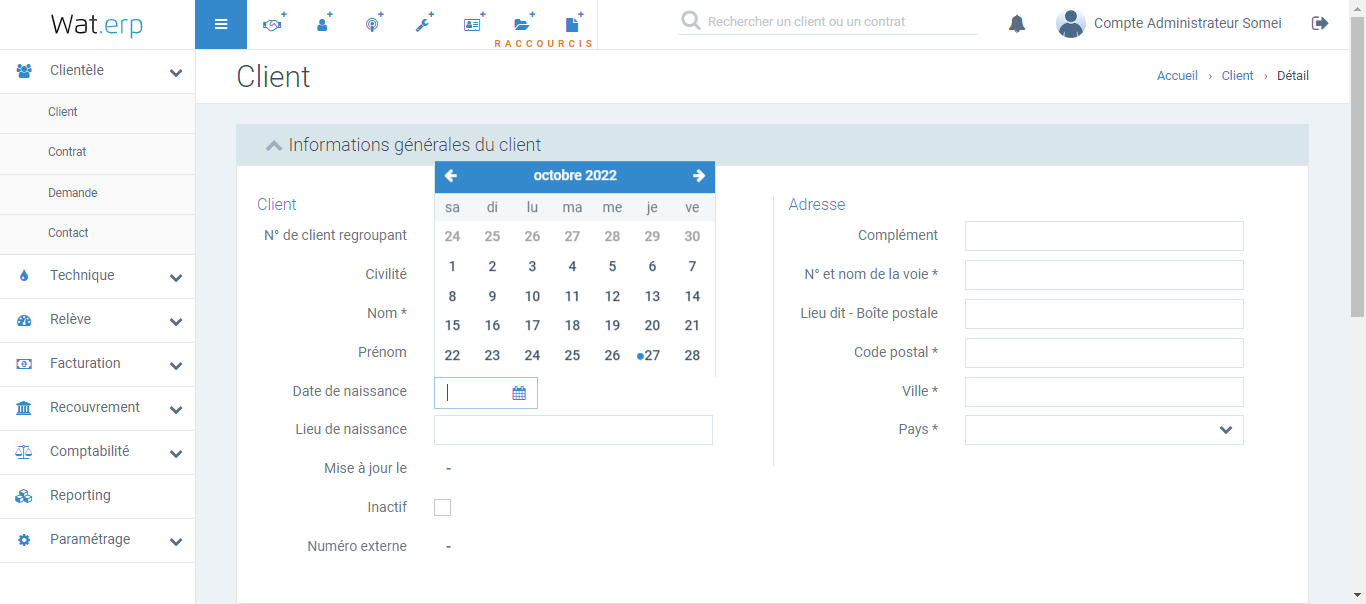 Wat.erp
RACCOURCIS
Rechercher un client ou un contrat
Compte Administrateur Somei
Clientèle
Client
Contrat
Demande
Contact
Technique
Relève
Facturation
Recouvrement
Comptabilité
Reporting
Paramétrage
Client
Accueil › Client › Détail
Informations générales du client
Client
N° de client regroupant
Civilité
Nom *
Prénom
Date de naissance
Lieu de naissance
Mise à jour le -
Inactif
Numéro externe -
octobre 2022
sa di lu ma me je ve
24 25 26 27 28 29 30
1 2 3 4 5 6 7
8 9 10 11 12 13 14
15 16 17 18 19 20 21
22 23 24 25 26 27 28
Adresse
Complément
N° et nom de la voie *
Lieu dit - Boîte postale
Code postal *
Ville *
Pays *